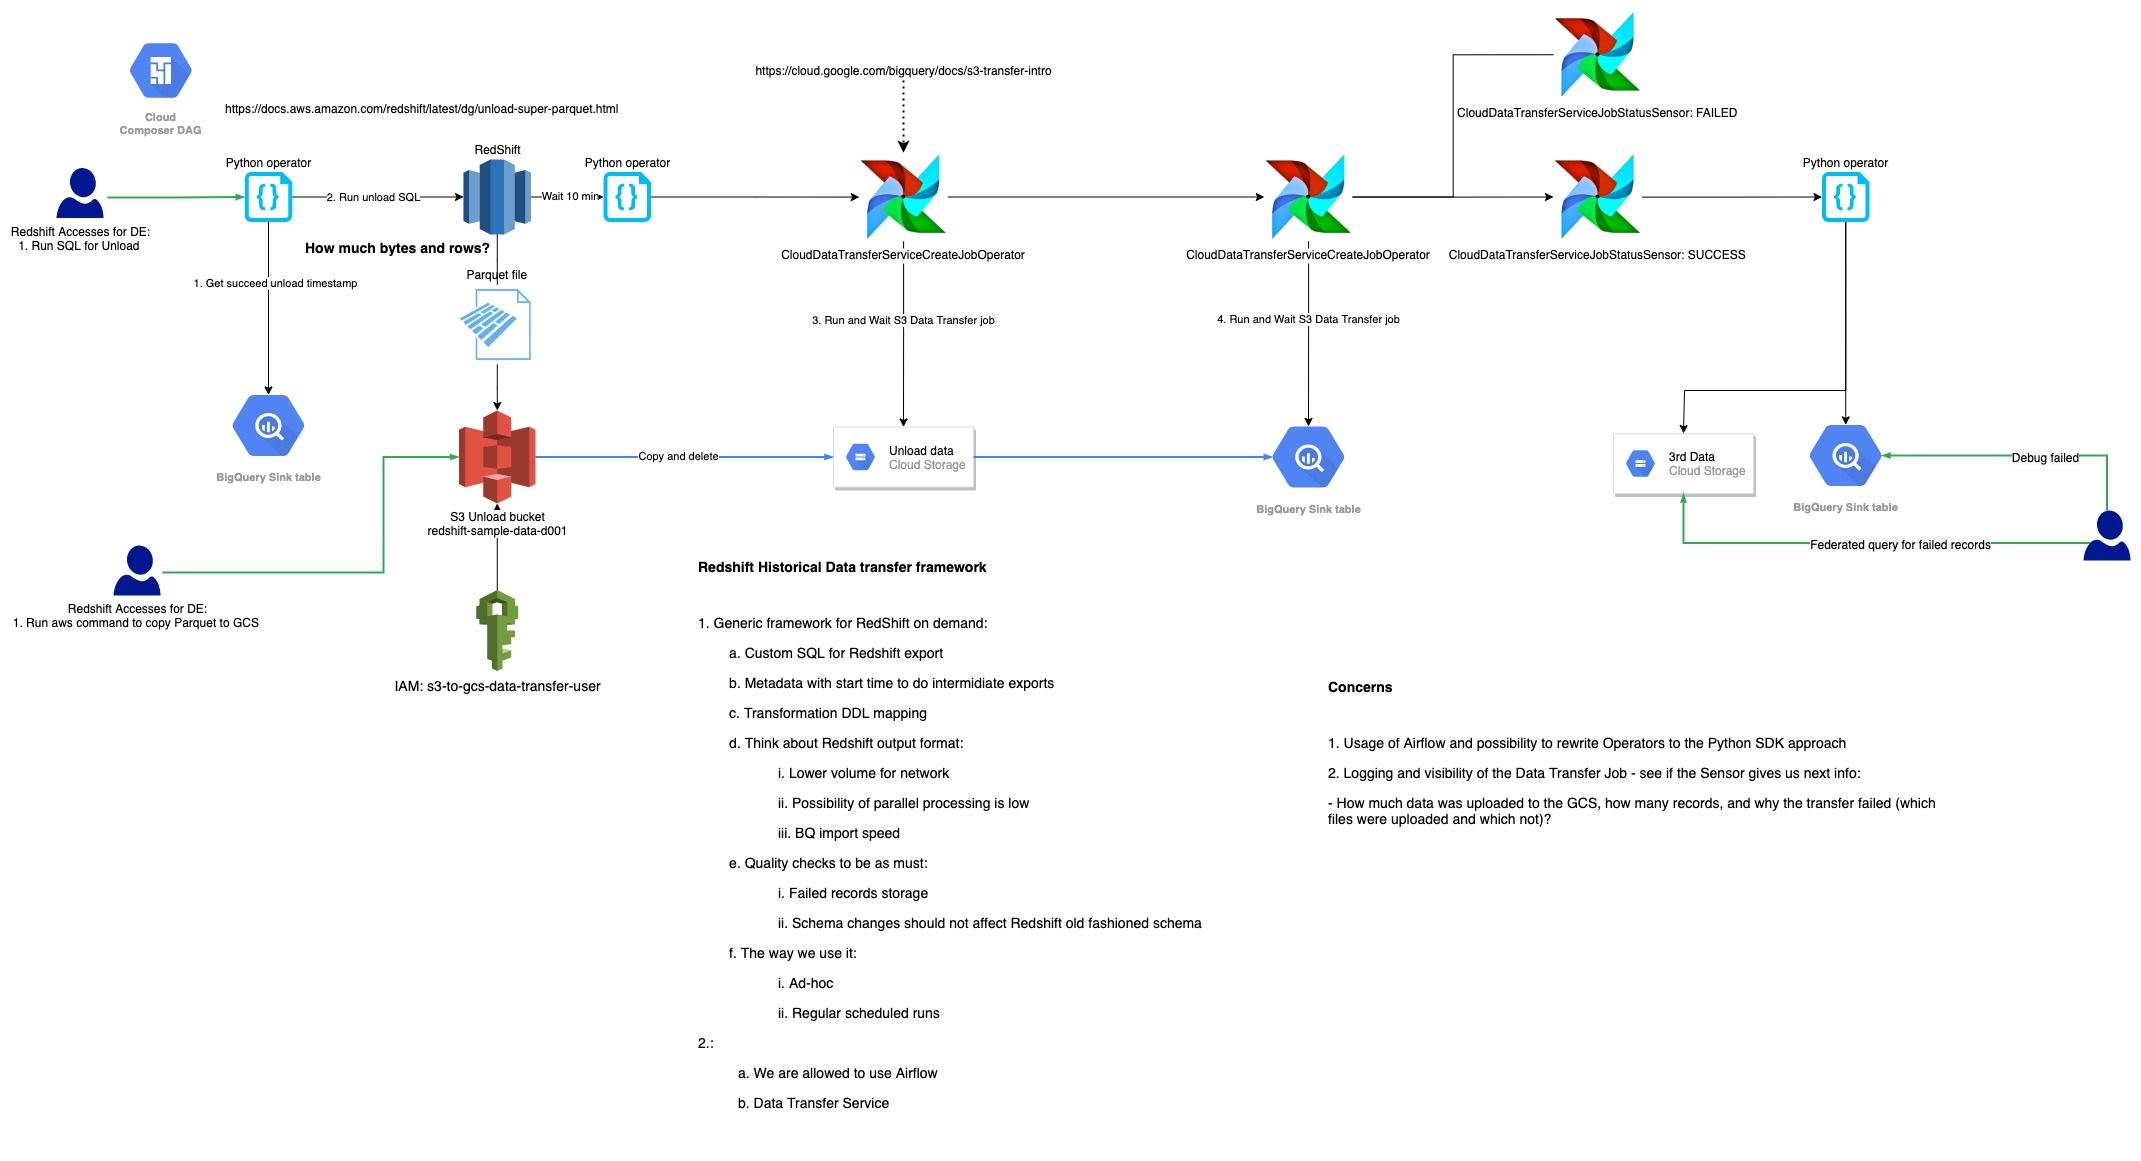 https://cloud.google.com/bigquery/docs/s3-transfer-intro
Cloud
Composer DAG
https://docs.aws.amazon.com/redshift/latest/dg/unload-super-parquet.html
CloudDataTransferServiceJobStatusSensor: FAILED
Python operator
RedShift
Python operator
Python operator
2. Run unload SQL
Wait 10 min
Redshift Accesses for DE:
1. Run SQL for Unload
How much bytes and rows?
CloudDataTransferServiceCreateJobOperator
CloudDataTransferServiceCreateJobOperator
CloudDataTransferServiceJobStatusSensor: SUCCESS
Parquet file
1. Get succeed unload timestamp
3. Run and Wait S3 Data Transfer job
4. Run and Wait S3 Data Transfer job
BigQuery Sink table
Copy and delete
Unload data
Cloud Storage
BigQuery Sink table
3rd Data
Cloud Storage
BigQuery Sink table
Debug failed
S3 Unload bucket
redshift-sample-data-d001
Federated query for failed records
Redshift Accesses for DE:
1. Run aws command to copy Parquet to GCS
IAM: s3-to-gcs-data-transfer-user
Redshift Historical Data transfer framework
1. Generic framework for RedShift on demand:
a. Custom SQL for Redshift export
b. Metadata with start time to do intermidiate exports
c. Transformation DDL mapping
d. Think about Redshift output format:
i. Lower volume for network
ii. Possibility of parallel processing is low
iii. BQ import speed
e. Quality checks to be as must:
i. Failed records storage
ii. Schema changes should not affect Redshift old fashioned schema
f. The way we use it:
i. Ad-hoc
ii. Regular scheduled runs
2.:
a. We are allowed to use Airflow
b. Data Transfer Service
Concerns
1. Usage of Airflow and possibility to rewrite Operators to the Python SDK approach
2. Logging and visibility of the Data Transfer Job - see if the Sensor gives us next info:
- How much data was uploaded to the GCS, how many records, and why the transfer failed (which
files were uploaded and which not)?